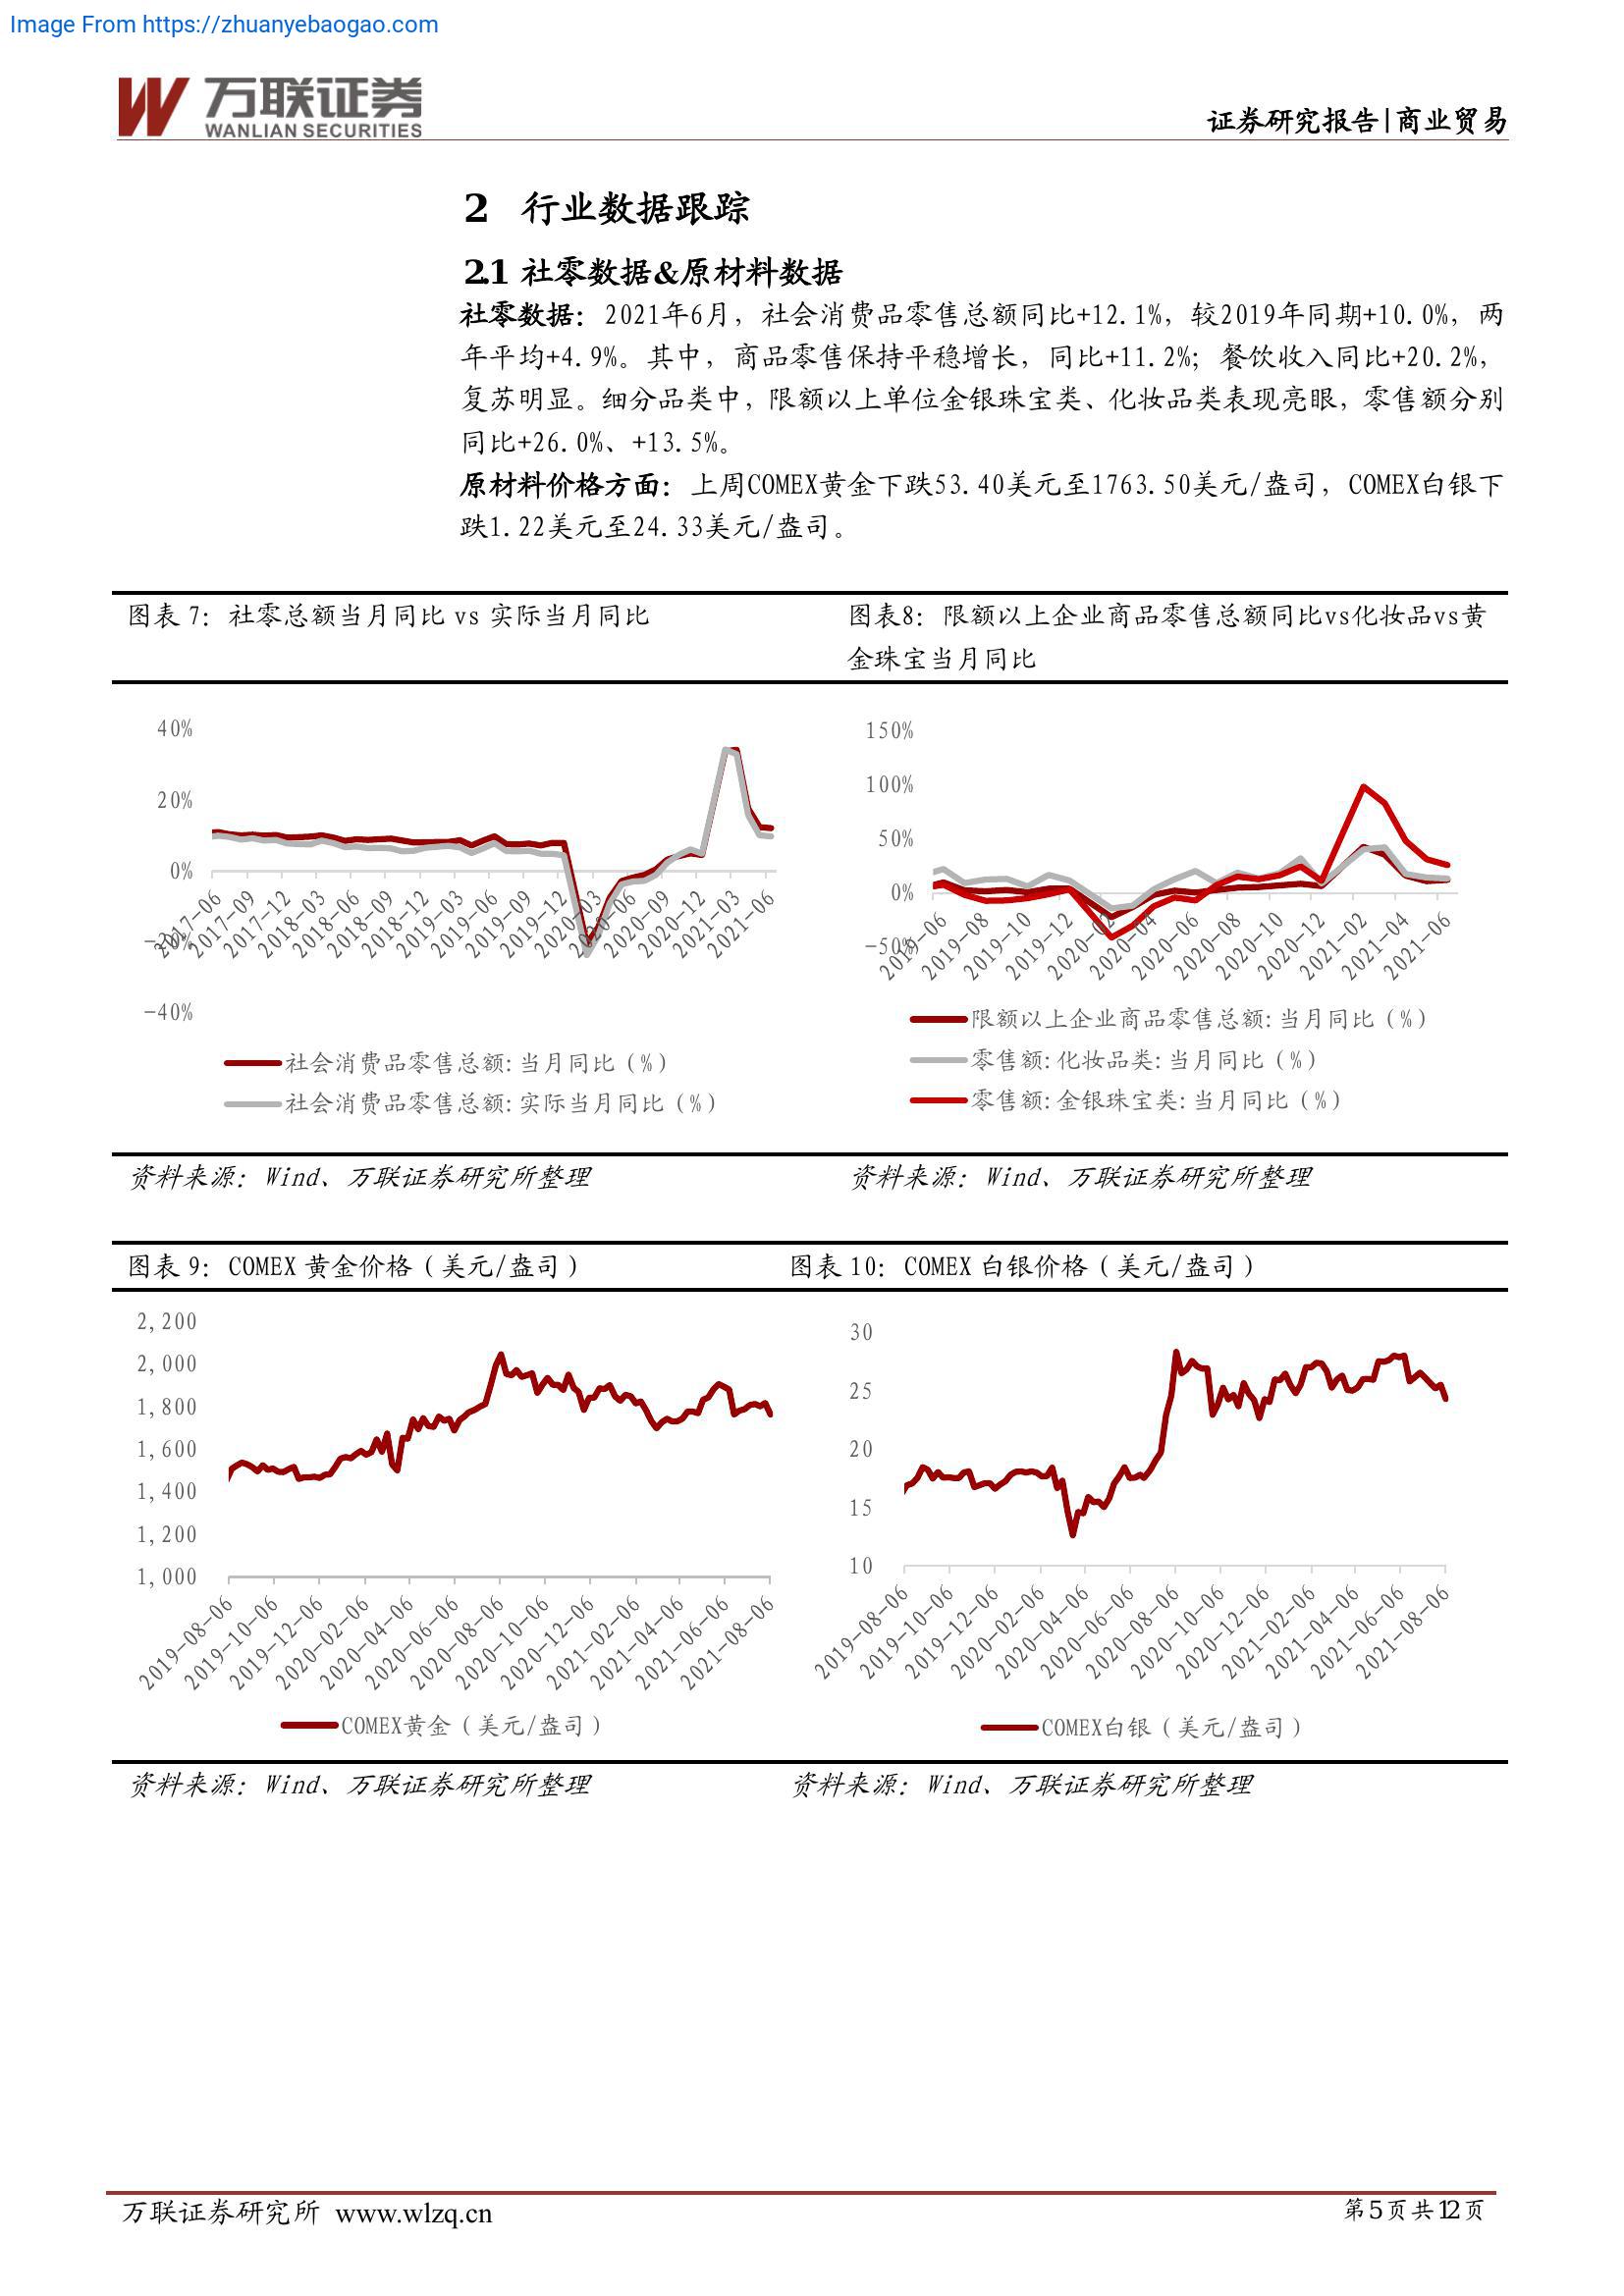 Image From https://zhuanyebaogao.com
万联证券
WANLIAN SECURITIES
证券研究报告|商业贸易
2 行业数据跟踪
2.1 社零数据&原材料数据
社零数据：2021年6月，社会消费品零售总额同比+12.1%，较2019年同期+10.0%，两
年平均+4.9%。其中，商品零售保持平稳增长，同比+11.2%；餐饮收入同比+20.2%，
复苏明显。细分品类中，限额以上单位金银珠宝类、化妆品类表现亮眼，零售额分别
同比+26.0%、+13.5%。
原材料价格方面：上周COMEX黄金下跌53.40美元至1763.50美元/盎司，COMEX白银下
跌1.22美元至24.33美元/盎司。
图表 7：社零总额当月同比 vs 实际当月同比
40%
20%
0%
-20%
-40%
2017-06
2017-09
2017-12
2018-03
2018-06
2018-09
2018-12
2019-03
2019-06
2019-09
2019-12
2020-03
2020-06
2020-09
2020-12
2021-03
2021-06
社会消费品零售总额:当月同比（%）
社会消费品零售总额:实际当月同比（%）
资料来源：Wind、万联证券研究所整理
图表8：限额以上企业商品零售总额同比vs化妆品vs黄
金珠宝当月同比
150%
100%
50%
0%
-50%
2019-06
2019-08
2019-10
2019-12
2020-02
2020-04
2020-06
2020-08
2020-10
2020-12
2021-02
2021-04
2021-06
限额以上企业商品零售总额:当月同比（%）
零售额:化妆品类:当月同比（%）
零售额:金银珠宝类:当月同比（%）
资料来源：Wind、万联证券研究所整理
图表 9：COMEX 黄金价格（美元/盎司）
2,200
2,000
1,800
1,600
1,400
1,200
1,000
2019-08-06
2019-10-06
2019-12-06
2020-02-06
2020-04-06
2020-06-06
2020-08-06
2020-10-06
2020-12-06
2021-02-06
2021-04-06
2021-06-06
2021-08-06
COMEX黄金（美元/盎司）
资料来源：Wind、万联证券研究所整理
图表 10：COMEX 白银价格（美元/盎司）
30
25
20
15
10
2019-08-06
2019-10-06
2019-12-06
2020-02-06
2020-04-06
2020-06-06
2020-08-06
2020-10-06
2020-12-06
2021-02-06
2021-04-06
2021-06-06
2021-08-06
COMEX白银（美元/盎司）
资料来源：Wind、万联证券研究所整理
万联证券研究所 www.wlzq.cn
第5页共12页